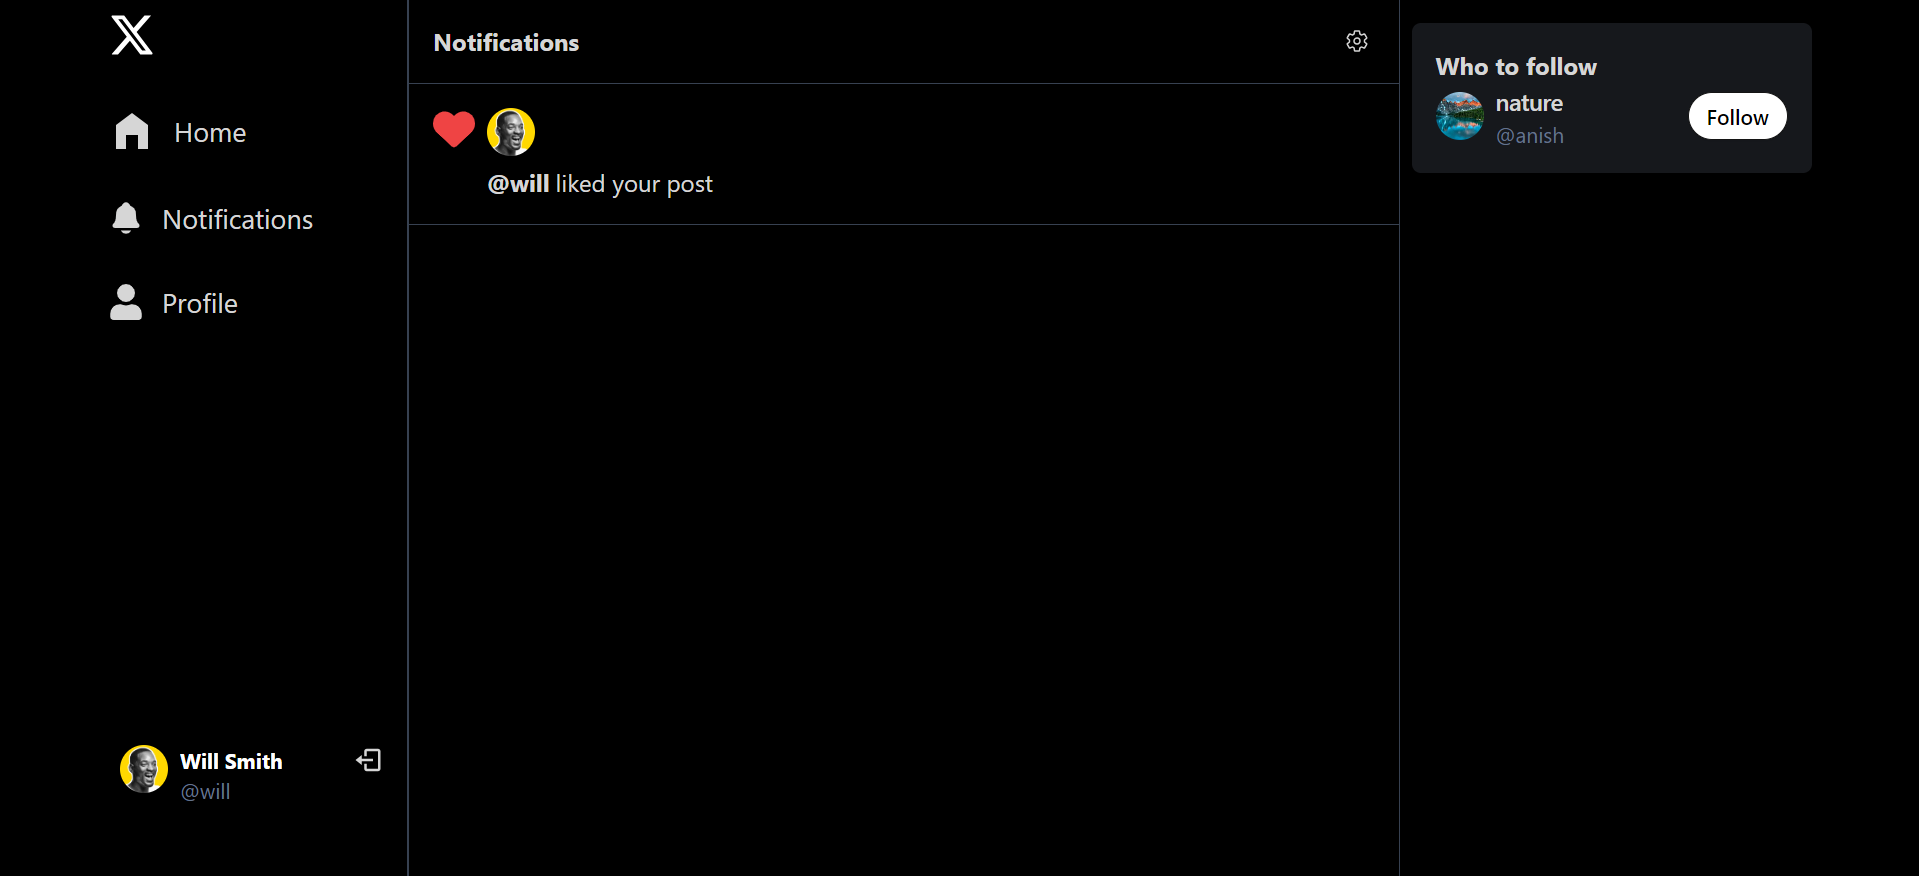 Home
Notifications
Profile
Will Smith
@will
Notifications
@will liked your post
Who to follow
nature
@anish
Follow